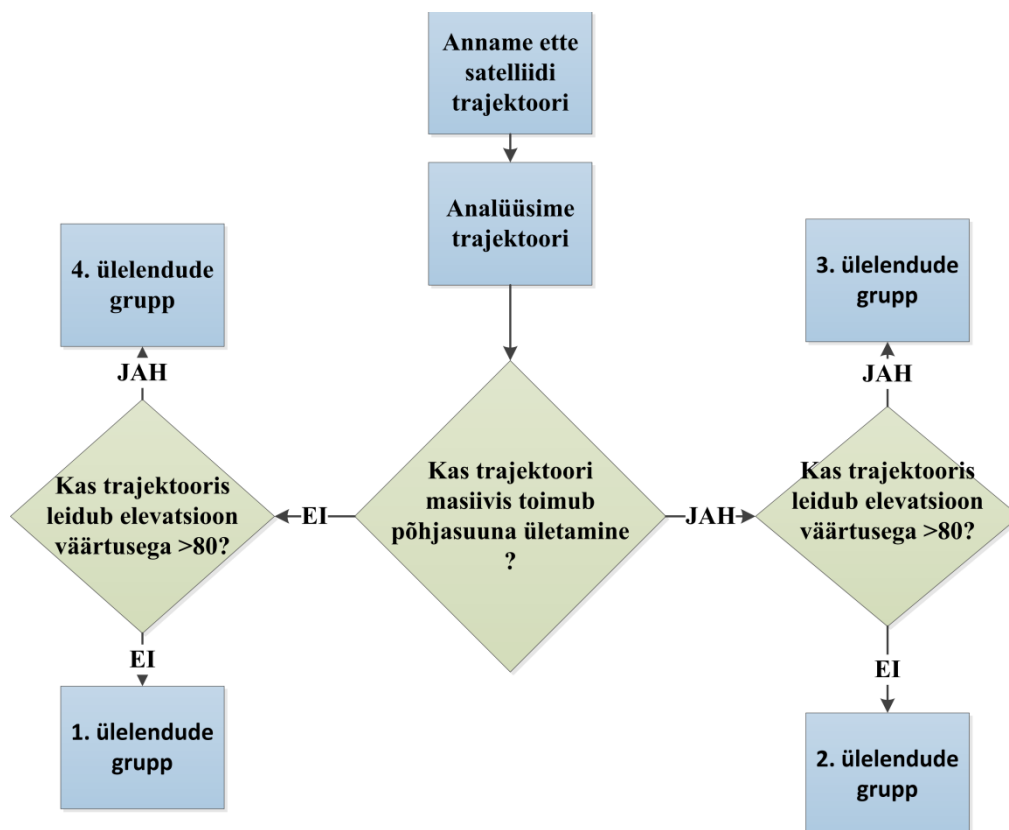 Anname ette
satelliidi
trajektoori
Analüüsime
trajektoori
4. ülelendude
grupp
3. ülelendude
grupp
JAH
JAH
Kas trajektooris
leidub elevatsioon
väärtusega >80?
EI
Kas trajektoori
masiivis toimub
põhjasuuna ületamine
?
JAH
Kas trajektooris
leidub elevatsioon
väärtusega >80?
EI
EI
1. ülelendude
grupp
2. ülelendude
grupp